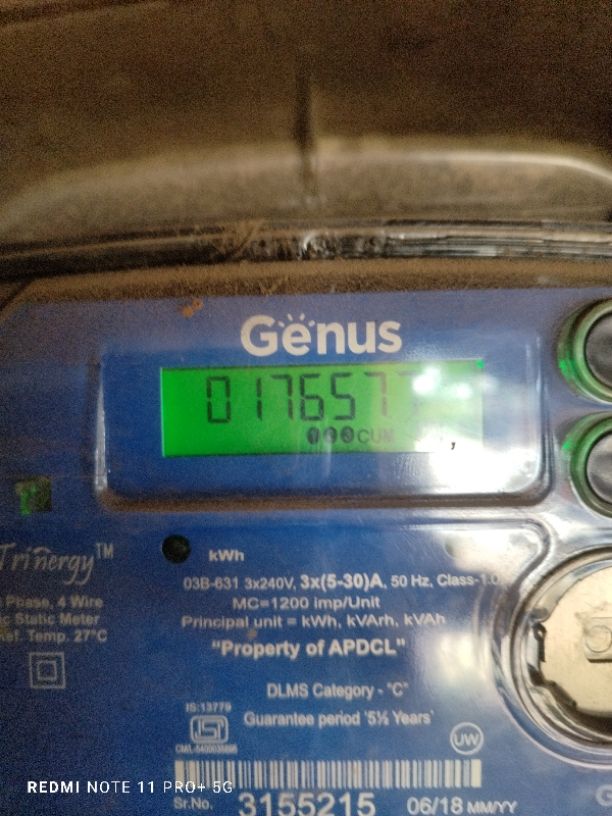 Genus
CUM
Trinergy™
kWh
03B-631 3x240V, 3x(5-30)A, 50 Hz, Class-1.0
Phase, 4 Wire
MC=1200 imp/Unit
ic Static Meter
Principal unit = kWh, kVArh, kVAh
Ref. Temp. 27°C
"Property of APDCL"
DLMS Category - "C"
IS:13779
Guarantee period '5½ Years'
UW
REDMI NOTE 11 PRO+ 5G
Sr.No. 3155215 06/18 MM/YY